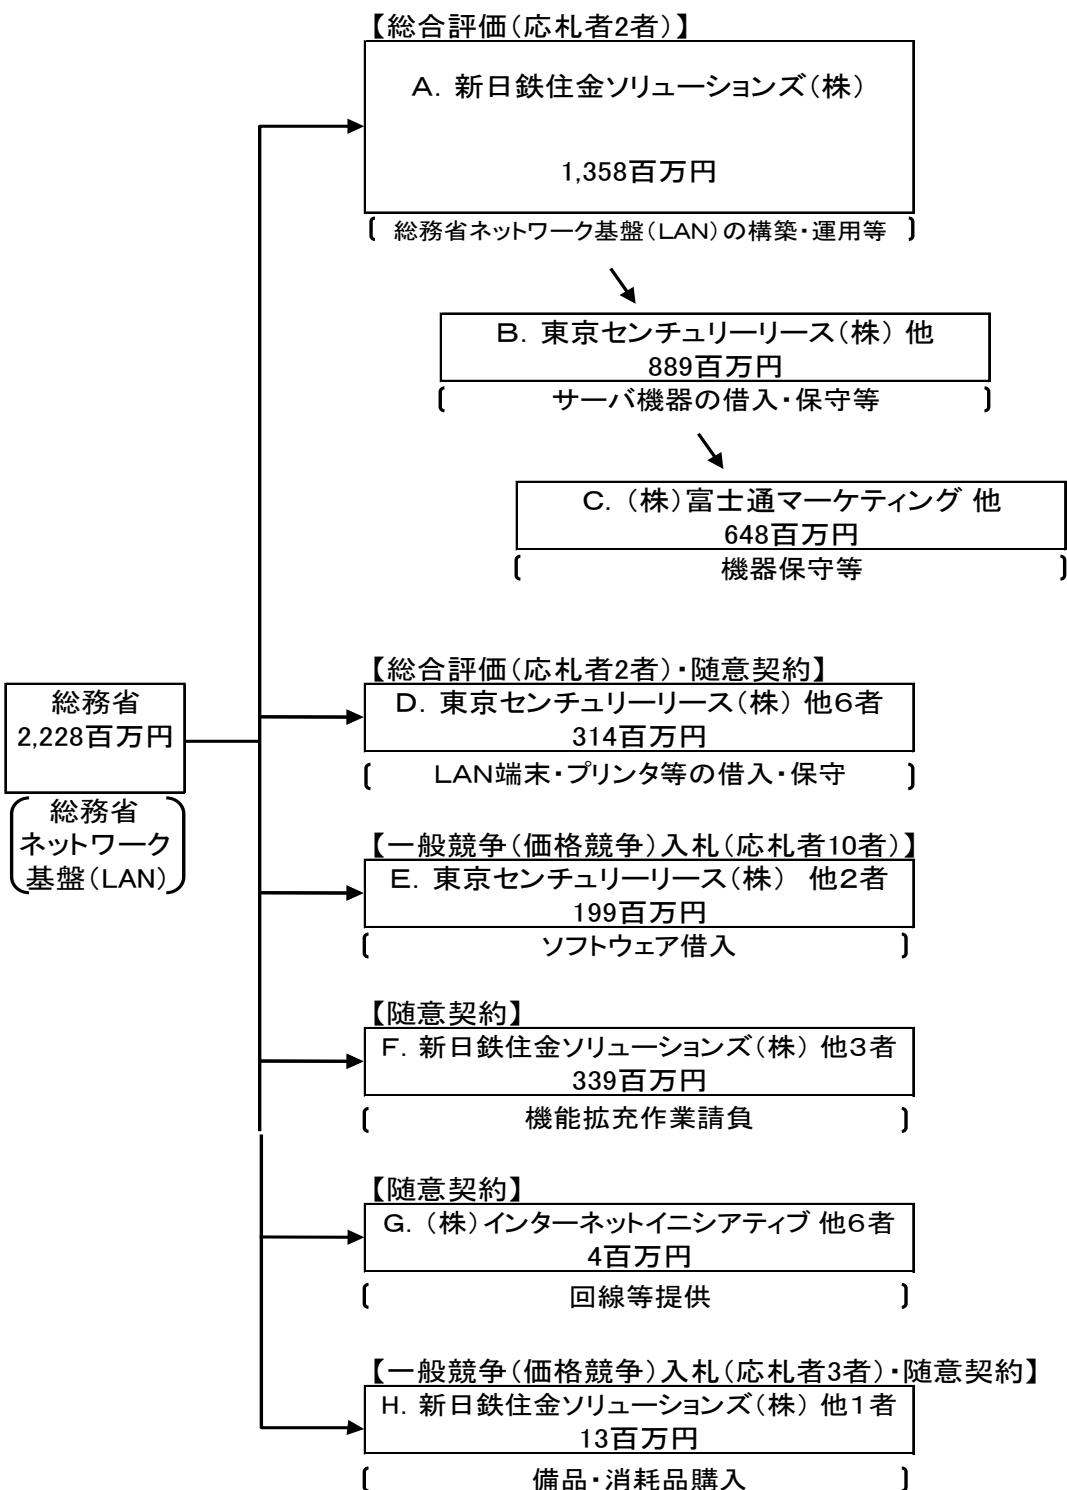 【総合評価（応札者2者）】
A．新日鉄住金ソリューションズ（株）
1,358百万円
総務省ネットワーク基盤（LAN）の構築・運用等
B．東京センチュリーリース（株） 他
889百万円
サーバ機器の借入・保守等
C．（株）富士通マーケティング 他
648百万円
機器保守等
【総合評価（応札者2者）・随意契約】
総務省
2,228百万円
D．東京センチュリーリース（株） 他６者
314百万円
LAN端末・プリンタ等の借入・保守
総務省
ネットワーク
基盤（LAN）
【一般競争（価格競争）入札（応札者10者）】
E．東京センチュリーリース（株） 他２者
199百万円
ソフトウェア借入
【随意契約】
F．新日鉄住金ソリューションズ（株） 他３者
339百万円
機能拡充作業請負
【随意契約】
G．（株）インターネットイニシアティブ 他６者
4百万円
回線等提供
【一般競争（価格競争）入札（応札者3者）・随意契約】
H．新日鉄住金ソリューションズ（株） 他１者
13百万円
備品・消耗品購入